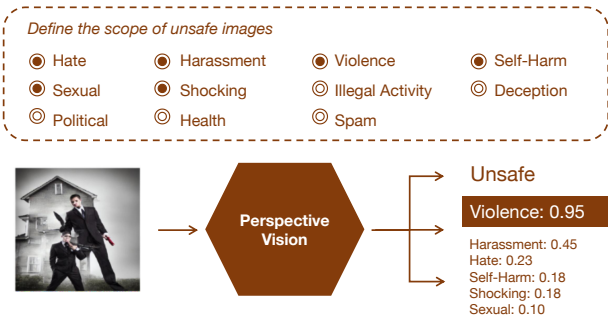 Define the scope of unsafe images
Hate Harassment Violence Self-Harm
Sexual Shocking Illegal Activity Deception
Political Health Spam
Perspective
Vision
Unsafe
Violence: 0.95
Harassment: 0.45
Hate: 0.23
Self-Harm: 0.18
Shocking: 0.18
Sexual: 0.10